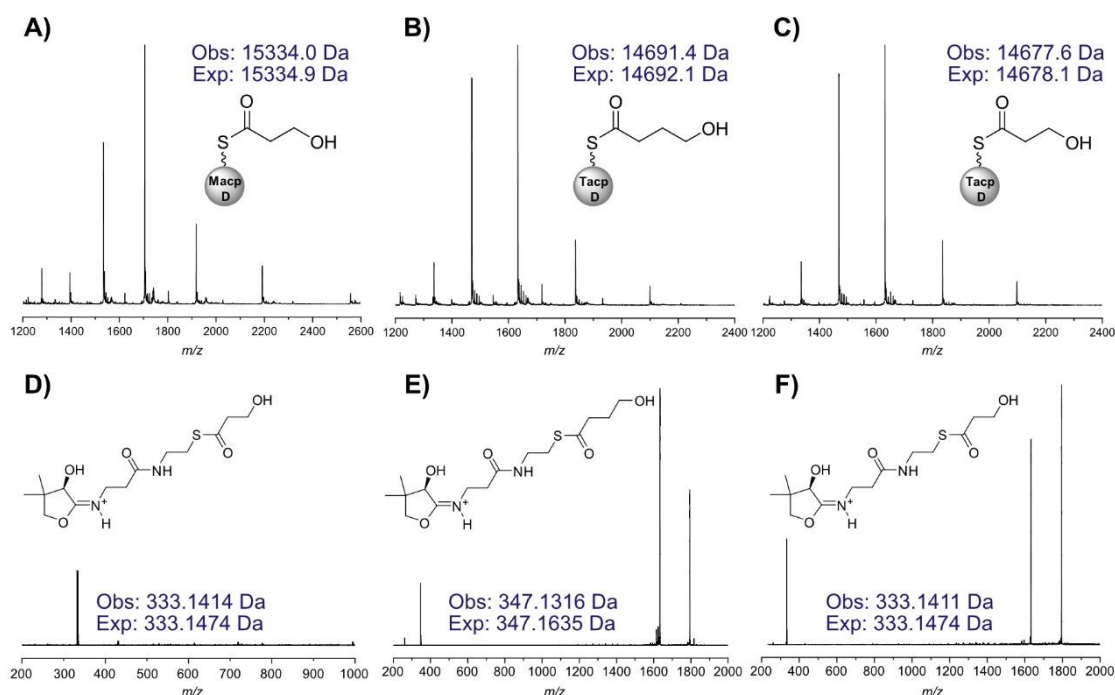 A)
Obs: 15334.0 Da
Exp: 15334.9 Da
O
S
OH
Macp
D
1200 1400 1600 1800 2000 2200 2400 2600
m/z
B)
Obs: 14691.4 Da
Exp: 14692.1 Da
O
S
OH
Tacp
D
1200 1400 1600 1800 2000 2200 2400
m/z
C)
Obs: 14677.6 Da
Exp: 14678.1 Da
O
S
OH
Tacp
D
1200 1400 1600 1800 2000 2200 2400
m/z
D)
OH
S
O
O
NH
OH
N+
H
O
Obs: 333.1414 Da
Exp: 333.1474 Da
200 300 400 500 600 700 800 900 1000
m/z
E)
OH
S
O
O
NH
OH
N+
H
O
Obs: 347.1316 Da
Exp: 347.1635 Da
200 400 600 800 1000 1200 1400 1600 1800 2000
m/z
F)
OH
S
O
O
NH
OH
N+
H
O
Obs: 333.1411 Da
Exp: 333.1474 Da
200 400 600 800 1000 1200 1400 1600 1800 2000
m/z